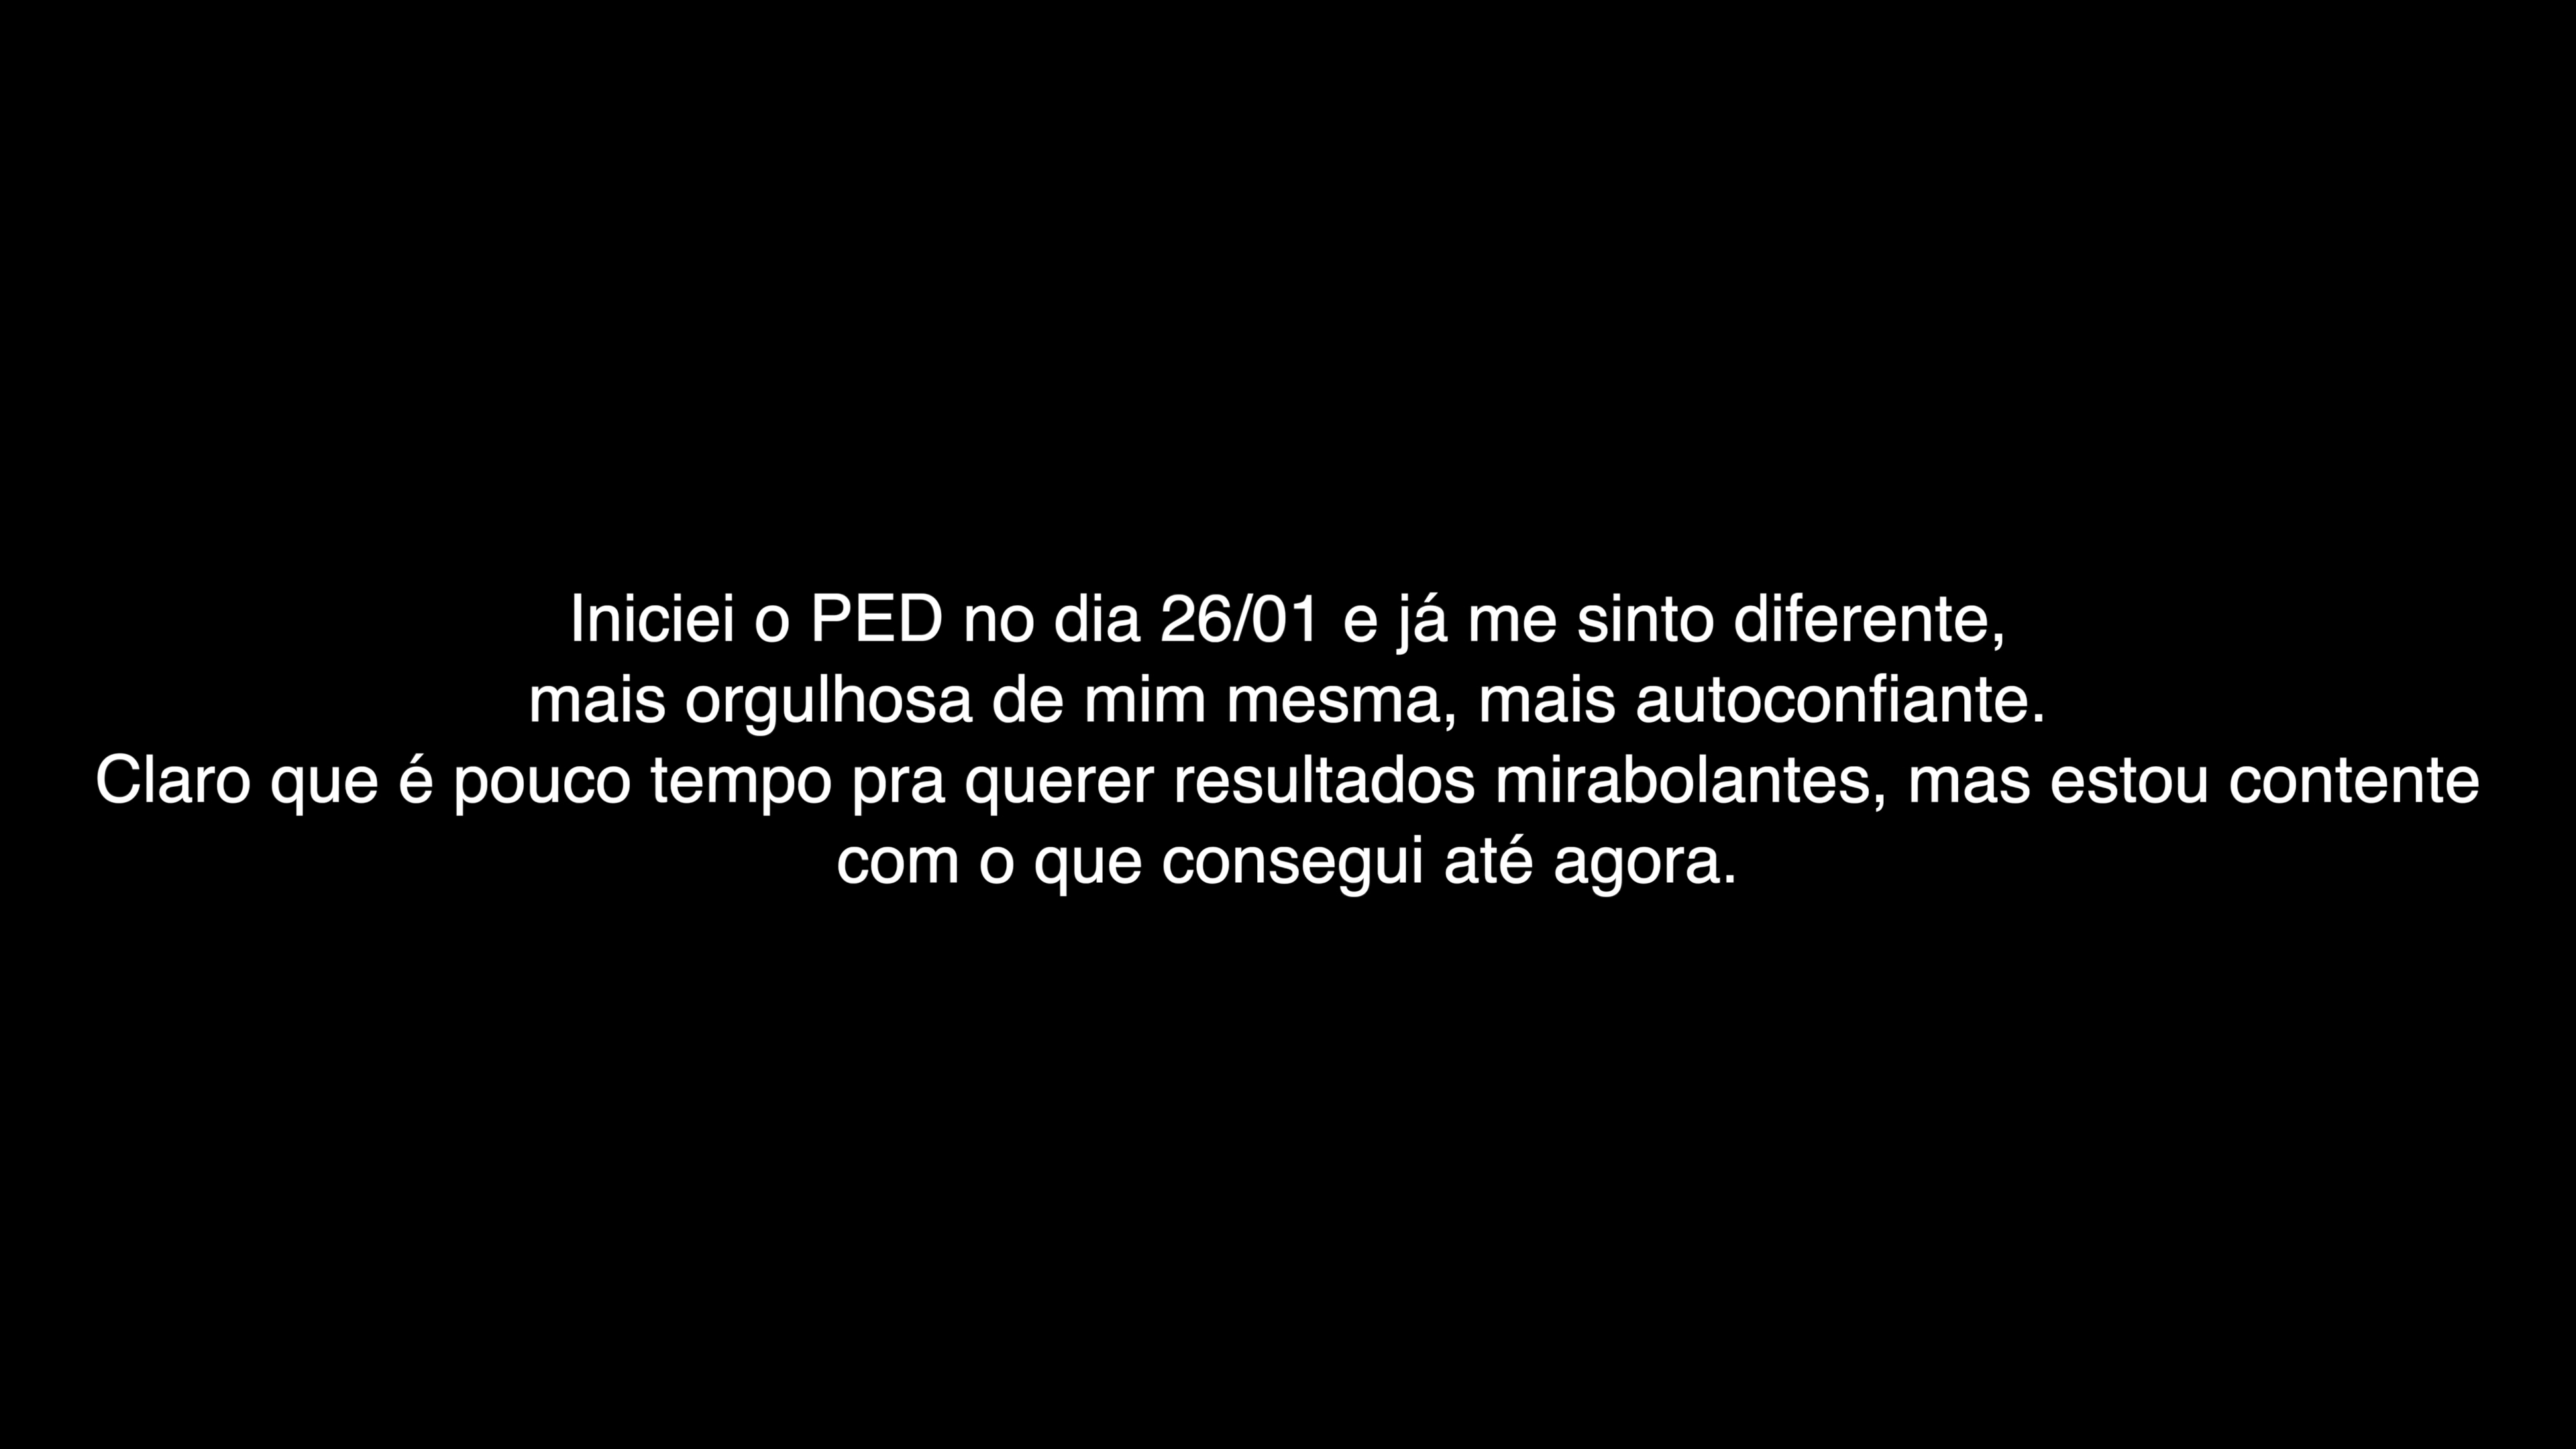 Iniciei o PED no dia 26/01 e já me sinto diferente,
mais orgulhosa de mim mesma, mais autoconfiante.
Claro que é pouco tempo pra querer resultados mirabolantes, mas estou contente
com o que consegui até agora.